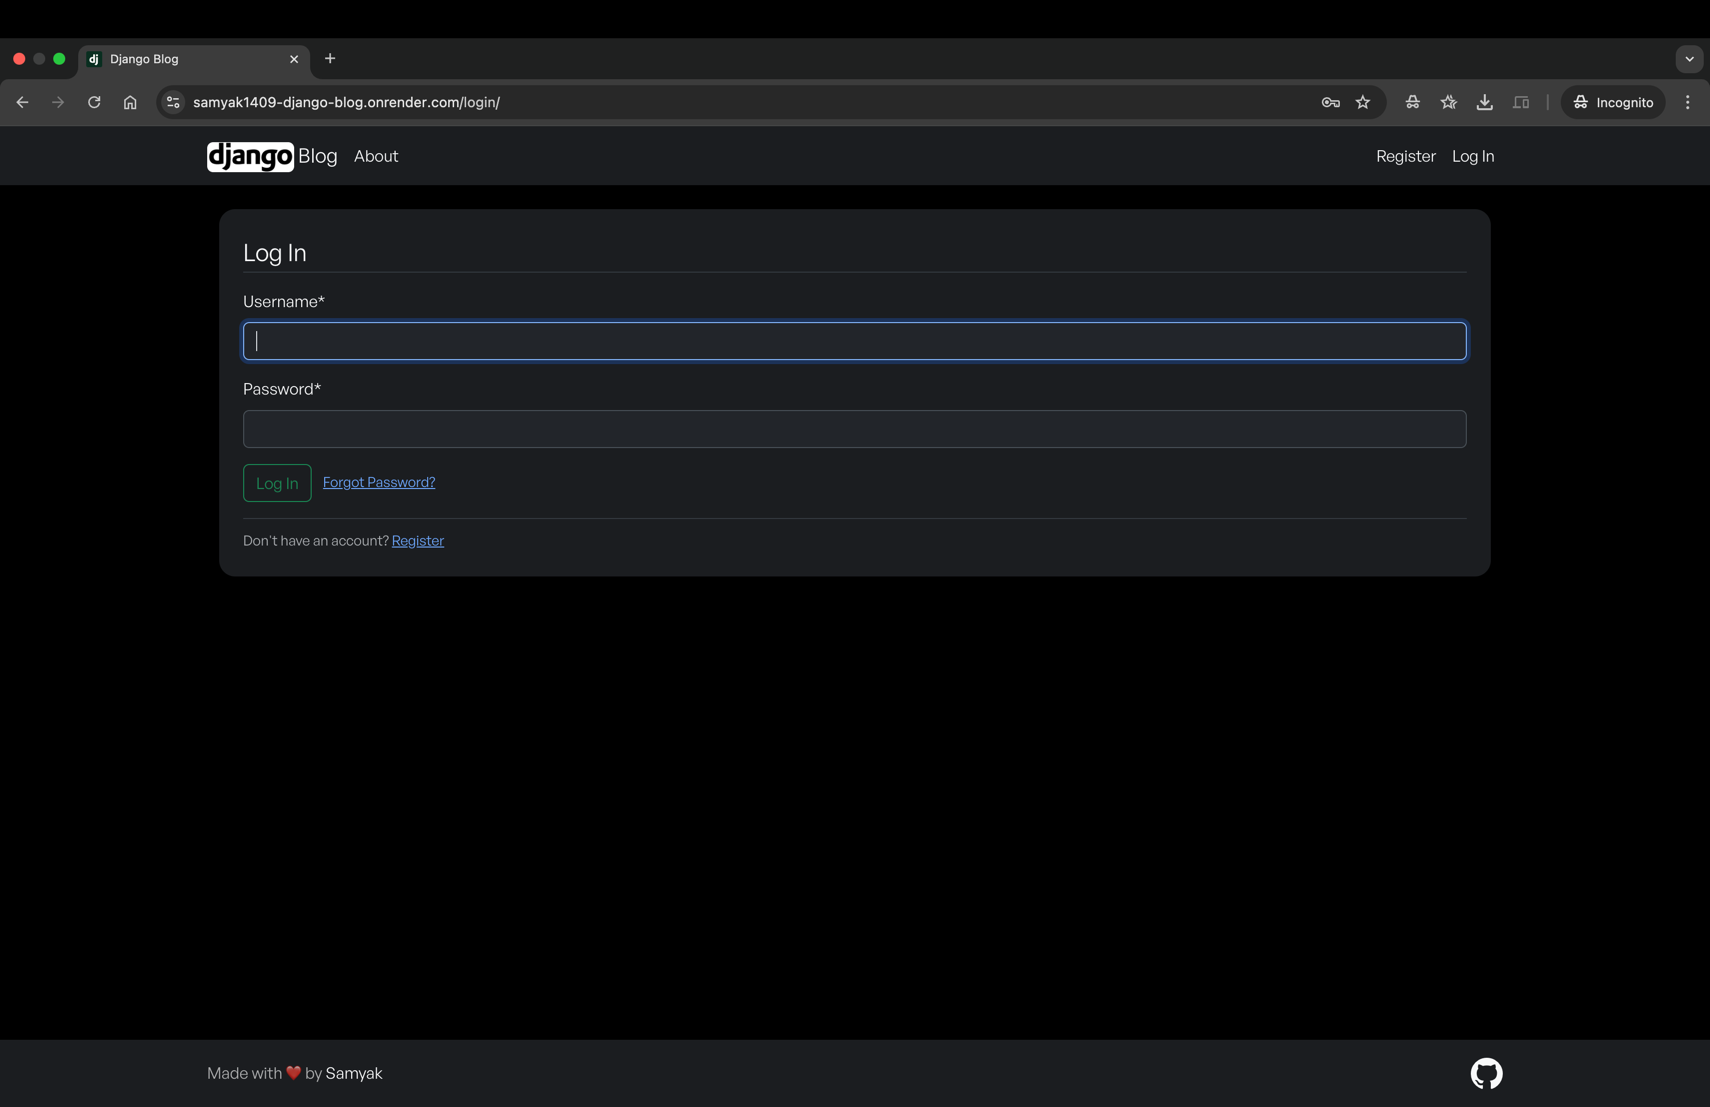 dj Django Blog
samyak1409-django-blog.onrender.com/login/
Incognito
django Blog About Register Log In
Log In
Username*
Password*
Log In Forgot Password?
Don't have an account? Register
Made with ❤️ by Samyak